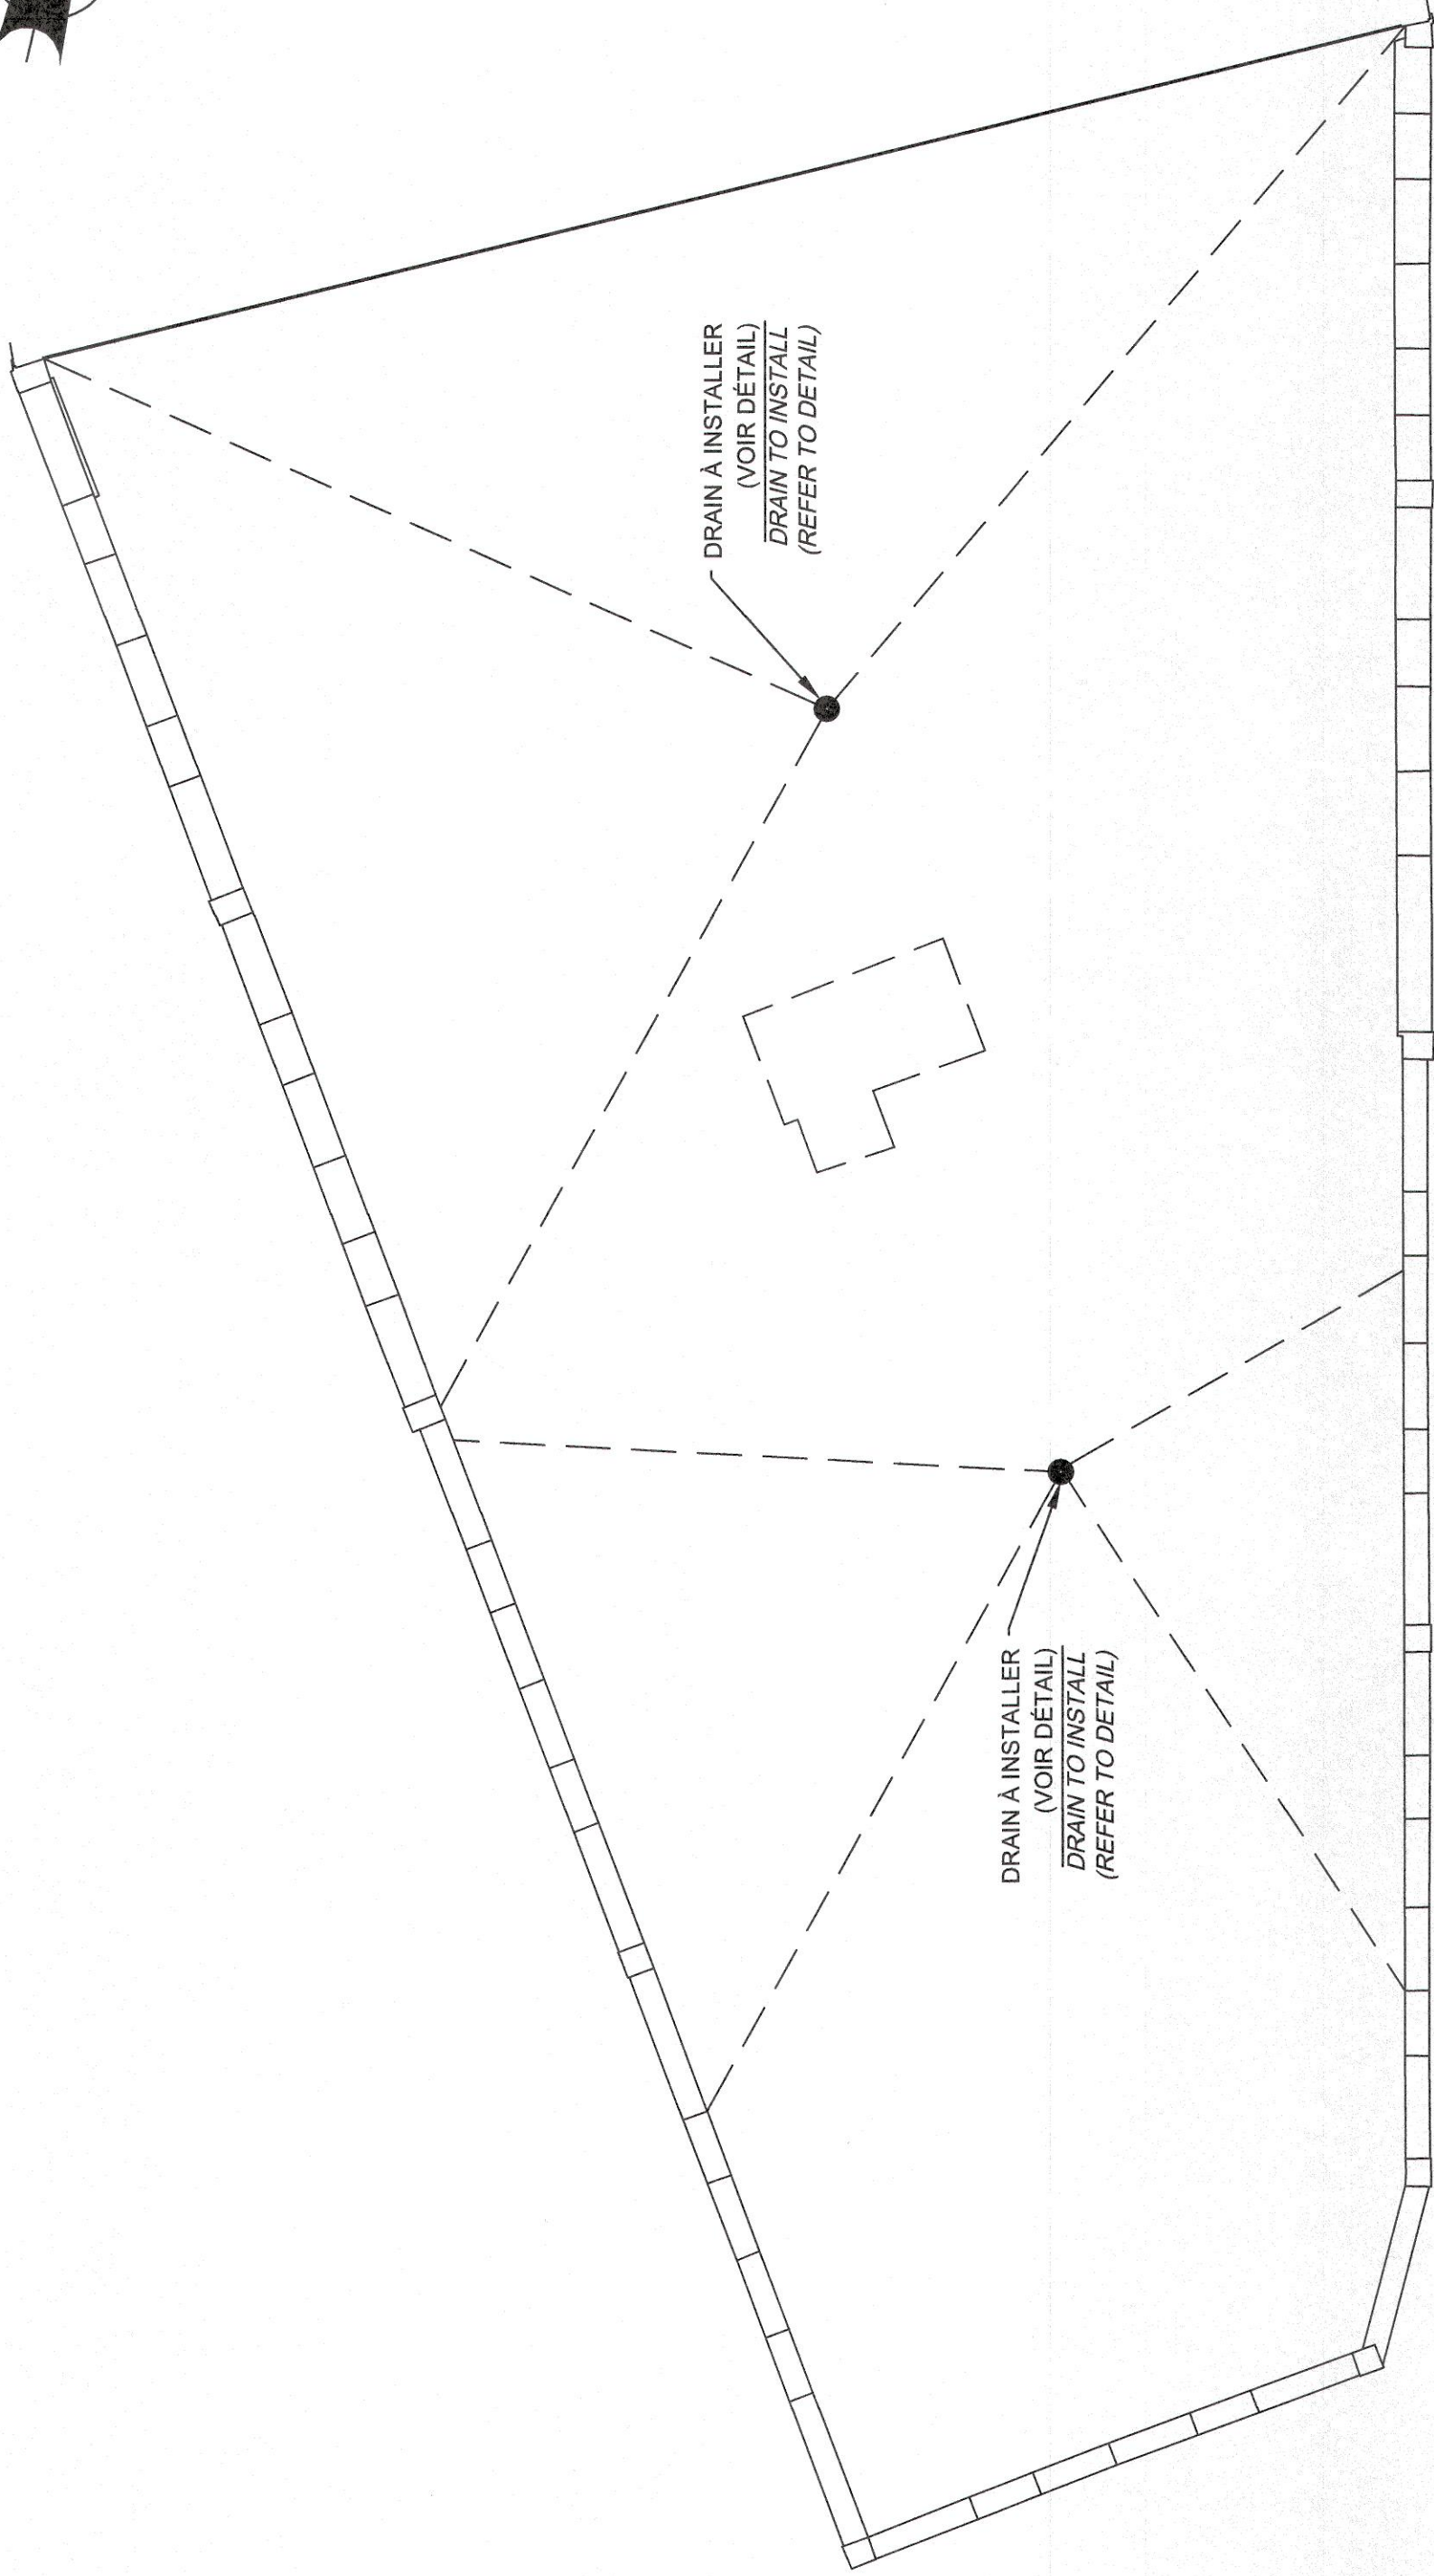 DRAIN À INSTALLER
(VOIR DÉTAIL)
DRAIN TO INSTALL
(REFER TO DETAIL)
DRAIN À INSTALLER
(VOIR DÉTAIL)
DRAIN TO INSTALL
(REFER TO DETAIL)